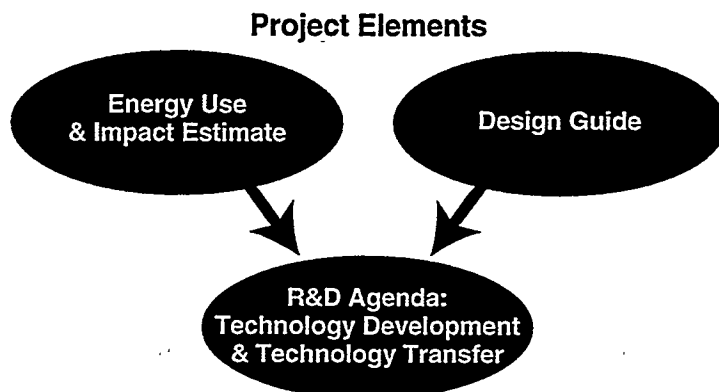 Project Elements
Energy Use
& Impact Estimate
Design Guide
R&D Agenda:
Technology Development
& Technology Transfer